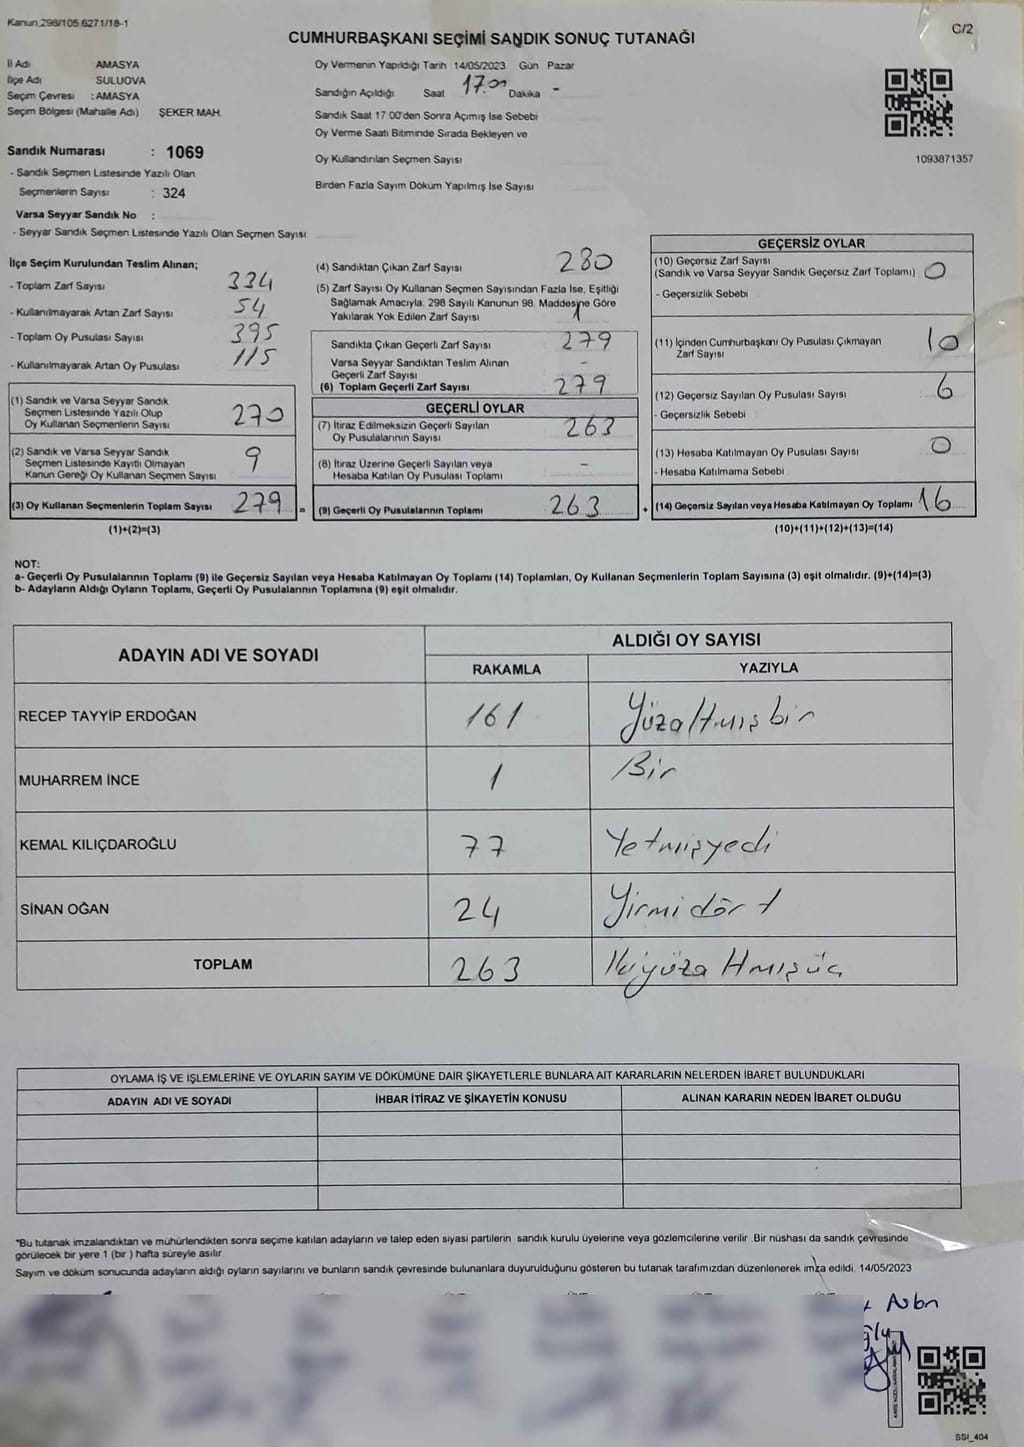 Kanun,298/105,6271/18-1
C/2
CUMHURBAŞKANI SEÇİMİ SANDIK SONUÇ TUTANAĞI
İl Adı AMASYA
İlçe Adı SULUOVA
Seçim Çevresi : AMASYA
Seçim Bölgesi (Mahalle Adı) ŞEKER MAH.
Oy Vermenin Yapıldığı Tarih 14/05/2023 Gün Pazar
Sandığın Açıldığı Saat 17.00 Dakika -
Sandık Saat 17:00'den Sonra Açımış İse Sebebi
Oy Verme Saati Bitiminde Sırada Bekleyen ve
Oy Kullandırılan Seçmen Sayısı
Birden Fazla Sayım Döküm Yapılmış İse Sayısı
1093871357
Sandık Numarası : 1069
- Sandık Seçmen Listesinde Yazılı Olan
Seçmenlerin Sayısı : 324
Varsa Seyyar Sandık No :
- Seyyar Sandık Seçmen Listesinde Yazılı Olan Seçmen Sayısı:
İlçe Seçim Kurulundan Teslim Alınan;
- Toplam Zarf Sayısı 334
- Kullanılmayarak Artan Zarf Sayısı 54
- Toplam Oy Pusulası Sayısı 395
- Kullanılmayarak Artan Oy Pusulası 115
(1) Sandık ve Varsa Seyyar Sandık
Seçmen Listesinde Yazılı Olup
Oy Kullanan Seçmenlerin Sayısı 270
(2) Sandık ve Varsa Seyyar Sandık
Seçmen Listesinde Kayıtlı Olmayan
Kanun Gereği Oy Kullanan Seçmen Sayısı 9
(3) Oy Kullanan Seçmenlerin Toplam Sayısı 279 =
(1)+(2)=(3)
(4) Sandıktan Çıkan Zarf Sayısı 280
(5) Zarf Sayısı Oy Kullanan Seçmen Sayısından Fazla İse, Eşitliği
Sağlamak Amacıyla, 298 Sayılı Kanunun 98. Maddesine Göre
Yakılarak Yok Edilen Zarf Sayısı 1
Sandıkta Çıkan Geçerli Zarf Sayısı 279
Varsa Seyyar Sandıktan Teslim Alınan
Geçerli Zarf Sayısı -
(6) Toplam Geçerli Zarf Sayısı 279
GEÇERLİ OYLAR
(7) İtiraz Edilmeksizin Geçerli Sayılan
Oy Pusulalarının Sayısı 263
(8) İtiraz Üzerine Geçerli Sayılan veya
Hesaba Katılan Oy Pusulası Toplamı -
(9) Geçerli Oy Pusulalarının Toplamı 263 +
GEÇERSİZ OYLAR
(10) Geçersiz Zarf Sayısı
(Sandık ve Varsa Seyyar Sandık Geçersiz Zarf Toplamı) 0
- Geçersizlik Sebebi
(11) İçinden Cumhurbaşkanı Oy Pusulası Çıkmayan
Zarf Sayısı 10
(12) Geçersiz Sayılan Oy Pusulası Sayısı 6
- Geçersizlik Sebebi
(13) Hesaba Katılmayan Oy Pusulası Sayısı 0
- Hesaba Katılmama Sebebi
(14) Geçersiz Sayılan veya Hesaba Katılmayan Oy Toplamı 16
(10)+(11)+(12)+(13)=(14)
NOT:
a- Geçerli Oy Pusulalarının Toplamı (9) ile Geçersiz Sayılan veya Hesaba Katılmayan Oy Toplamı (14) Toplamları, Oy Kullanan Seçmenlerin Toplam Sayısına (3) eşit olmalıdır. (9)+(14)=(3)
b- Adayların Aldığı Oyların Toplamı, Geçerli Oy Pusulalarının Toplamına (9) eşit olmalıdır.
ADAYIN ADI VE SOYADI
ALDIĞI OY SAYISI
RAKAMLA YAZIYLA
RECEP TAYYİP ERDOĞAN 161 Yüzaltmışbir
MUHARREM İNCE 1 Bir
KEMAL KILIÇDAROĞLU 77 Yetmişyedi
SİNAN OĞAN 24 Yirmidört
TOPLAM 263 İkiyüzaltmışüç
OYLAMA İŞ VE İŞLEMLERİNE VE OYLARIN SAYIM VE DÖKÜMÜNE DAİR ŞİKAYETLERLE BUNLARA AİT KARARLARIN NELERDEN İBARET BULUNDUKLARI
ADAYIN ADI VE SOYADI İHBAR İTİRAZ VE ŞİKAYETİN KONUSU ALINAN KARARIN NEDEN İBARET OLDUĞU
"Bu tutanak imzalandıktan ve mühürlendikten sonra seçime katılan adayların ve talep eden siyasi partilerin sandık kurulu üyelerine veya gözlemcilerine verilir. Bir nüshası da sandık çevresinde
görülecek bir yere 1 (bir ) hafta süreyle asılır.
Sayım ve döküm sonucunda adayların aldığı oyların sayılarını ve bunların sandık çevresinde bulunanlara duyurulduğunu gösteren bu tutanak tarafımızdan düzenlenerek imza edildi. 14/05/2023
SSI_404